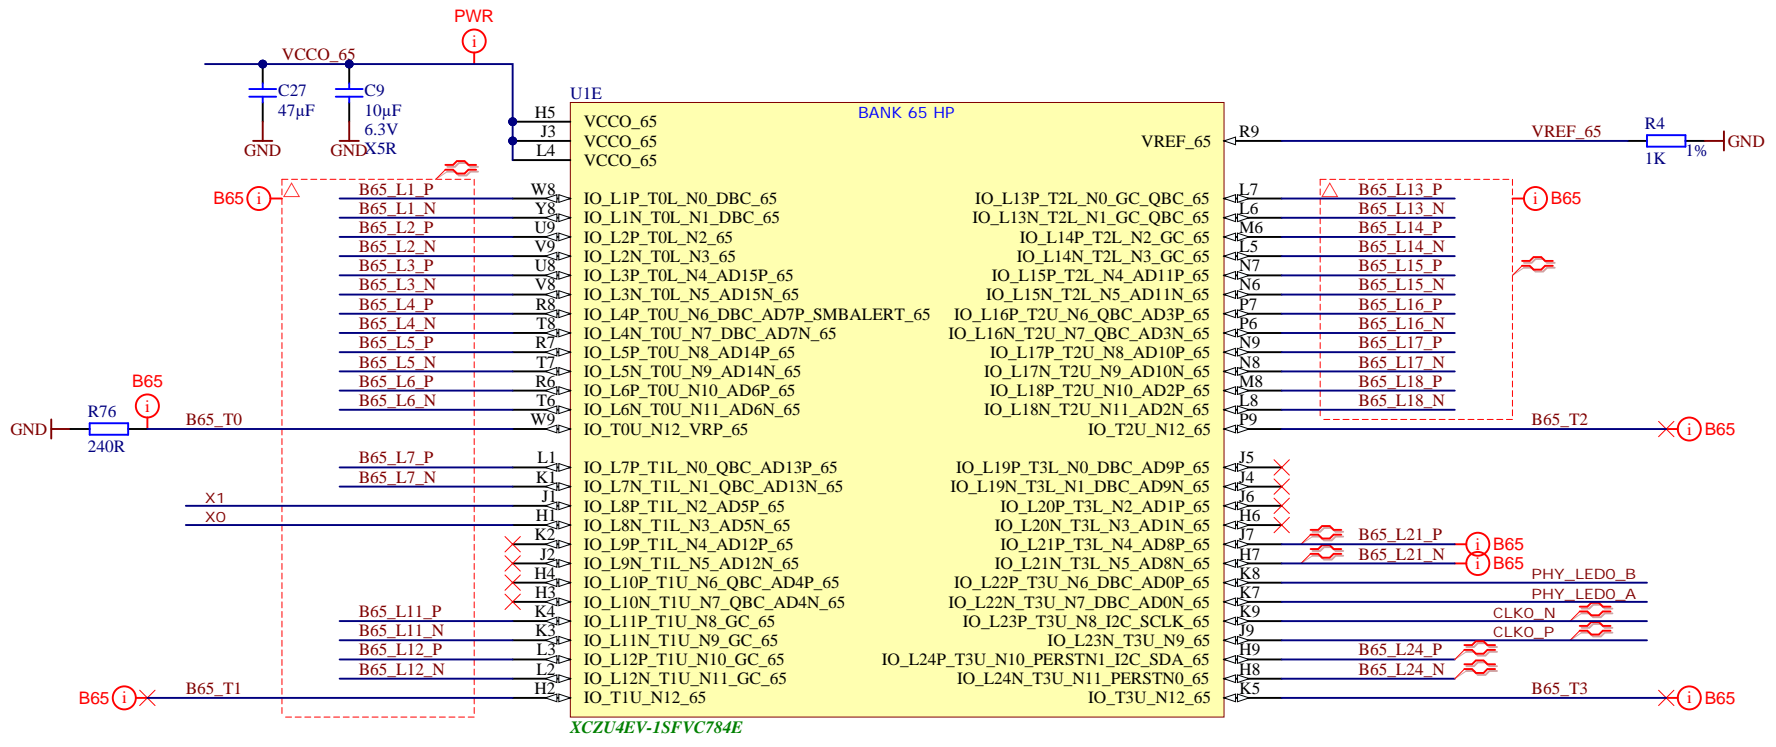 PWR
VCCO_65
C27
47µF
GND
C9
10µF
6.3V
X5R
GND
U1E
BANK 65 HP
H5 VCCO_65
J3 VCCO_65
L4 VCCO_65
VREF_65 R9 VREF_65
R4
1K
1%
GND
B65
B65_L1_P W8 IO_L1P_T0L_N0_DBC_65
B65_L1_N Y8 IO_L1N_T0L_N1_DBC_65
B65_L2_P U9 IO_L2P_T0L_N2_65
B65_L2_N V9 IO_L2N_T0L_N3_65
B65_L3_P U8 IO_L3P_T0L_N4_AD15P_65
B65_L3_N V8 IO_L3N_T0L_N5_AD15N_65
B65_L4_P R8 IO_L4P_T0U_N6_DBC_AD7P_SMBALERT_65
B65_L4_N T8 IO_L4N_T0U_N7_DBC_AD7N_65
B65_L5_P R7 IO_L5P_T0U_N8_AD14P_65
B65_L5_N T7 IO_L5N_T0U_N9_AD14N_65
B65_L6_P R6 IO_L6P_T0U_N10_AD6P_65
B65_L6_N T6 IO_L6N_T0U_N11_AD6N_65
B65
GND
R76
240R
B65_T0 W9 IO_T0U_N12_VRP_65
B65_L7_P L1 IO_L7P_T1L_N0_QBC_AD13P_65
B65_L7_N K1 IO_L7N_T1L_N1_QBC_AD13N_65
X1 J1 IO_L8P_T1L_N2_AD5P_65
X0 H1 IO_L8N_T1L_N3_AD5N_65
K2 IO_L9P_T1L_N4_AD12P_65
J2 IO_L9N_T1L_N5_AD12N_65
H4 IO_L10P_T1U_N6_QBC_AD4P_65
H3 IO_L10N_T1U_N7_QBC_AD4N_65
B65_L11_P K4 IO_L11P_T1U_N8_GC_65
B65_L11_N K3 IO_L11N_T1U_N9_GC_65
B65_L12_P L3 IO_L12P_T1U_N10_GC_65
B65_L12_N L2 IO_L12N_T1U_N11_GC_65
B65 B65_T1 H2 IO_T1U_N12_65
IO_L13P_T2L_N0_GC_QBC_65 L7 B65_L13_P
B65
IO_L13N_T2L_N1_GC_QBC_65 L6 B65_L13_N
IO_L14P_T2L_N2_GC_65 M6 B65_L14_P
IO_L14N_T2L_N3_GC_65 L5 B65_L14_N
IO_L15P_T2L_N4_AD11P_65 N7 B65_L15_P
IO_L15N_T2L_N5_AD11N_65 N6 B65_L15_N
IO_L16P_T2U_N6_QBC_AD3P_65 P7 B65_L16_P
IO_L16N_T2U_N7_QBC_AD3N_65 P6 B65_L16_N
IO_L17P_T2U_N8_AD10P_65 N9 B65_L17_P
IO_L17N_T2U_N9_AD10N_65 N8 B65_L17_N
IO_L18P_T2U_N10_AD2P_65 M8 B65_L18_P
IO_L18N_T2U_N11_AD2N_65 L8 B65_L18_N
IO_T2U_N12_65 P9 B65_T2 B65
IO_L19P_T3L_N0_DBC_AD9P_65 J5
IO_L19N_T3L_N1_DBC_AD9N_65 J4
IO_L20P_T3L_N2_AD1P_65 J6
IO_L20N_T3L_N3_AD1N_65 H6
IO_L21P_T3L_N4_AD8P_65 J7 B65_L21_P B65
IO_L21N_T3L_N5_AD8N_65 H7 B65_L21_N B65
IO_L22P_T3U_N6_DBC_AD0P_65 K8 PHY_LED0_B
IO_L22N_T3U_N7_DBC_AD0N_65 K7 PHY_LED0_A
IO_L23P_T3U_N8_I2C_SCLK_65 K9 CLK0_N
IO_L23N_T3U_N9_65 J9 CLK0_P
IO_L24P_T3U_N10_PERSTN1_I2C_SDA_65 H9 B65_L24_P
IO_L24N_T3U_N11_PERSTN0_65 H8 B65_L24_N
IO_T3U_N12_65 K5 B65_T3 B65
XCZU4EV-1SFVC784E